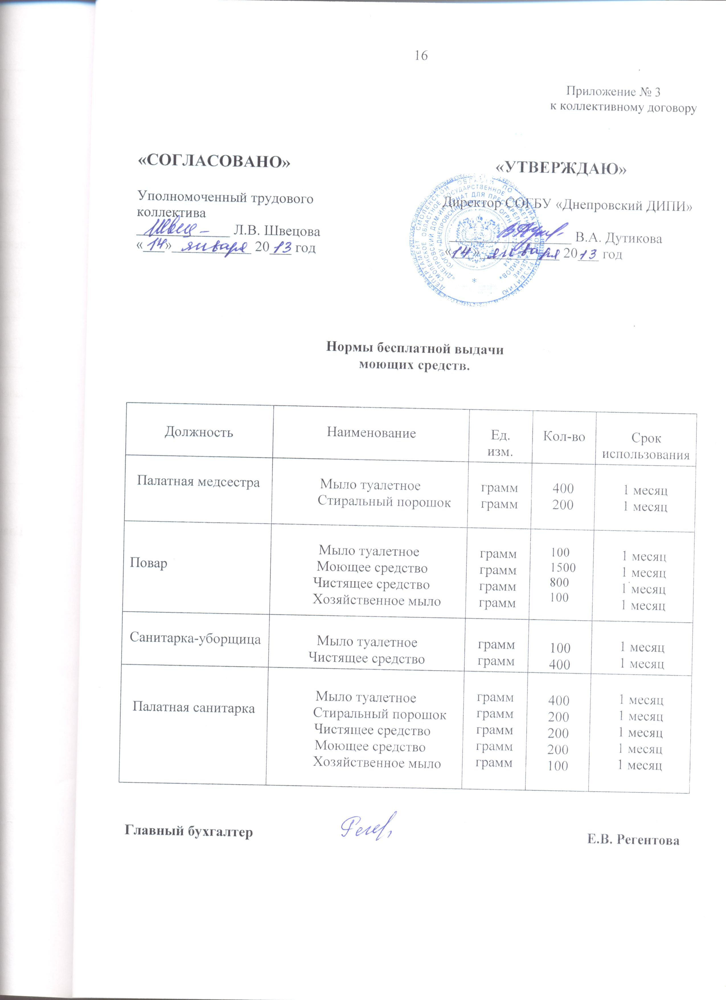 16
Приложение № 3
к коллективному договору
«СОГЛАСОВАНО»
Уполномоченный трудового
коллектива
Л.В. Швецова
«14» января 2013 год
«УТВЕРЖДАЮ»
Директор СОГБУ «Днепровский ДИПИ»
В.А. Дутикова
«14» января 2013 год
Нормы бесплатной выдачи
моющих средств.
Должность Наименование Ед. изм. Кол-во Срок использования
Палатная медсестра
Мыло туалетное грамм 400 1 месяц
Стиральный порошок грамм 200 1 месяц
Повар
Мыло туалетное грамм 100 1 месяц
Моющее средство грамм 1500 1 месяц
Чистящее средство грамм 800 1 месяц
Хозяйственное мыло грамм 100 1 месяц
Санитарка-уборщица
Мыло туалетное грамм 100 1 месяц
Чистящее средство грамм 400 1 месяц
Палатная санитарка
Мыло туалетное грамм 400 1 месяц
Стиральный порошок грамм 200 1 месяц
Чистящее средство грамм 200 1 месяц
Моющее средство грамм 200 1 месяц
Хозяйственное мыло грамм 100 1 месяц
Главный бухгалтер Е.В. Регентова